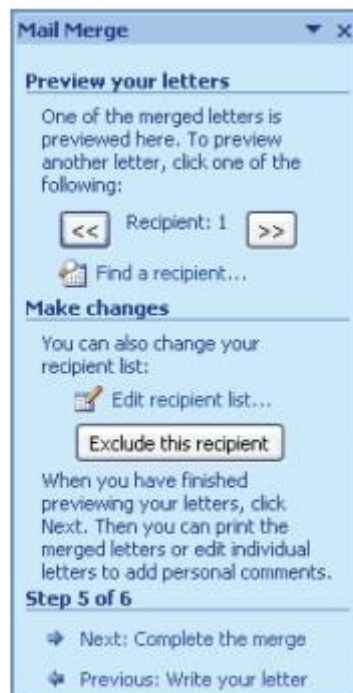 Mail Merge
Preview your letters
One of the merged letters is
previewed here. To preview
another letter, click one of the
following:
<< Recipient: 1 >>
Find a recipient...
Make changes
You can also change your
recipient list:
Edit recipient list...
Exclude this recipient
When you have finished
previewing your letters, click
Next. Then you can print the
merged letters or edit individual
letters to add personal comments.
Step 5 of 6
Next: Complete the merge
Previous: Write your letter